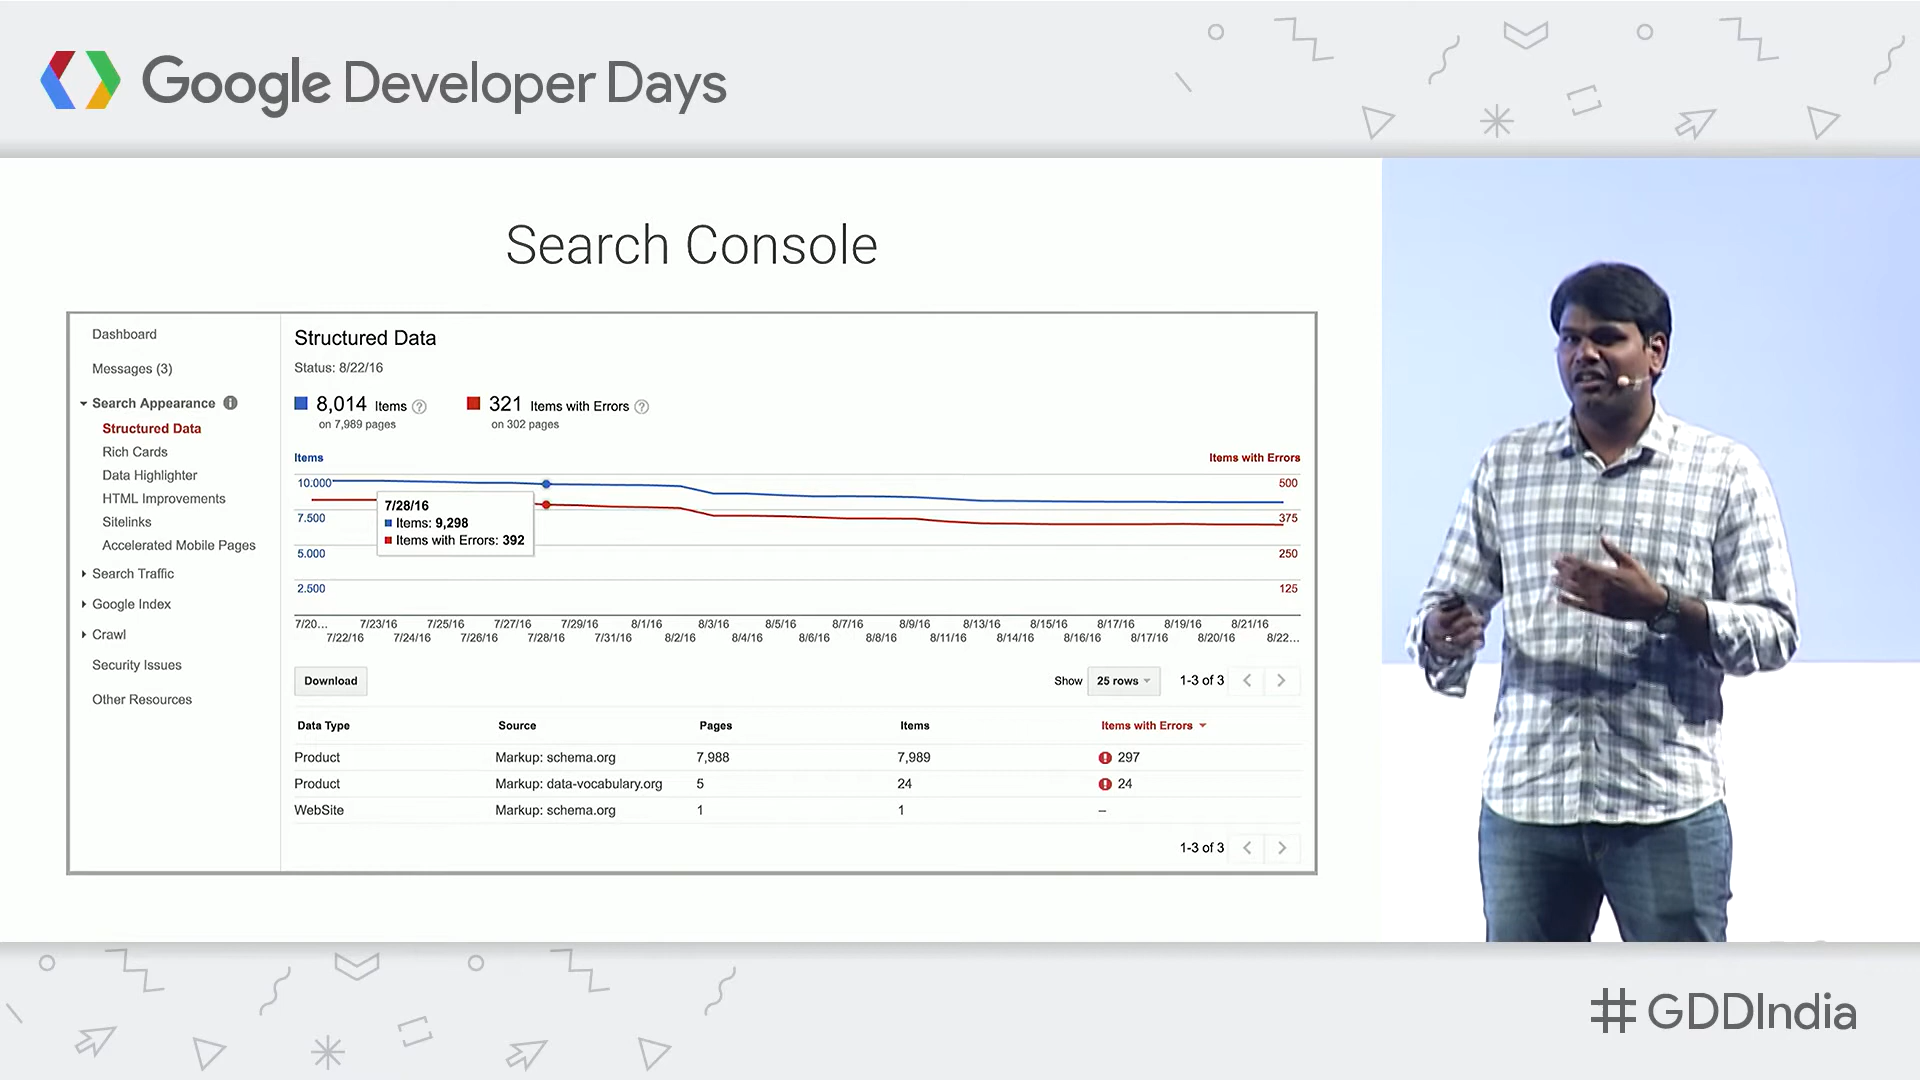 Google Developer Days
Search Console
Dashboard
Messages (3)
Search Appearance
Structured Data
Rich Cards
Data Highlighter
HTML Improvements
Sitelinks
Accelerated Mobile Pages
Search Traffic
Google Index
Crawl
Security Issues
Other Resources
Structured Data
Status: 8/22/16
8,014 Items ?
on 7,989 pages
321 Items with Errors ?
on 302 pages
Items
Items with Errors
10.000
500
7.500
375
5.000
250
2.500
125
7/28/16
Items: 9,298
Items with Errors: 392
7/20... 7/23/16 7/25/16 7/27/16 7/29/16 8/1/16 8/3/16 8/5/16 8/7/16 8/9/16 8/13/16 8/15/16 8/17/16 8/19/16 8/21/16
7/22/16 7/24/16 7/26/16 7/28/16 7/31/16 8/2/16 8/4/16 8/6/16 8/8/16 8/11/16 8/14/16 8/16/16 8/17/16 8/20/16 8/22...
Download
Show 25 rows 1-3 of 3
Data Type Source Pages Items Items with Errors
Product Markup: schema.org 7,988 7,989 297
Product Markup: data-vocabulary.org 5 24 24
WebSite Markup: schema.org 1 1 –
1-3 of 3
#GDDIndia